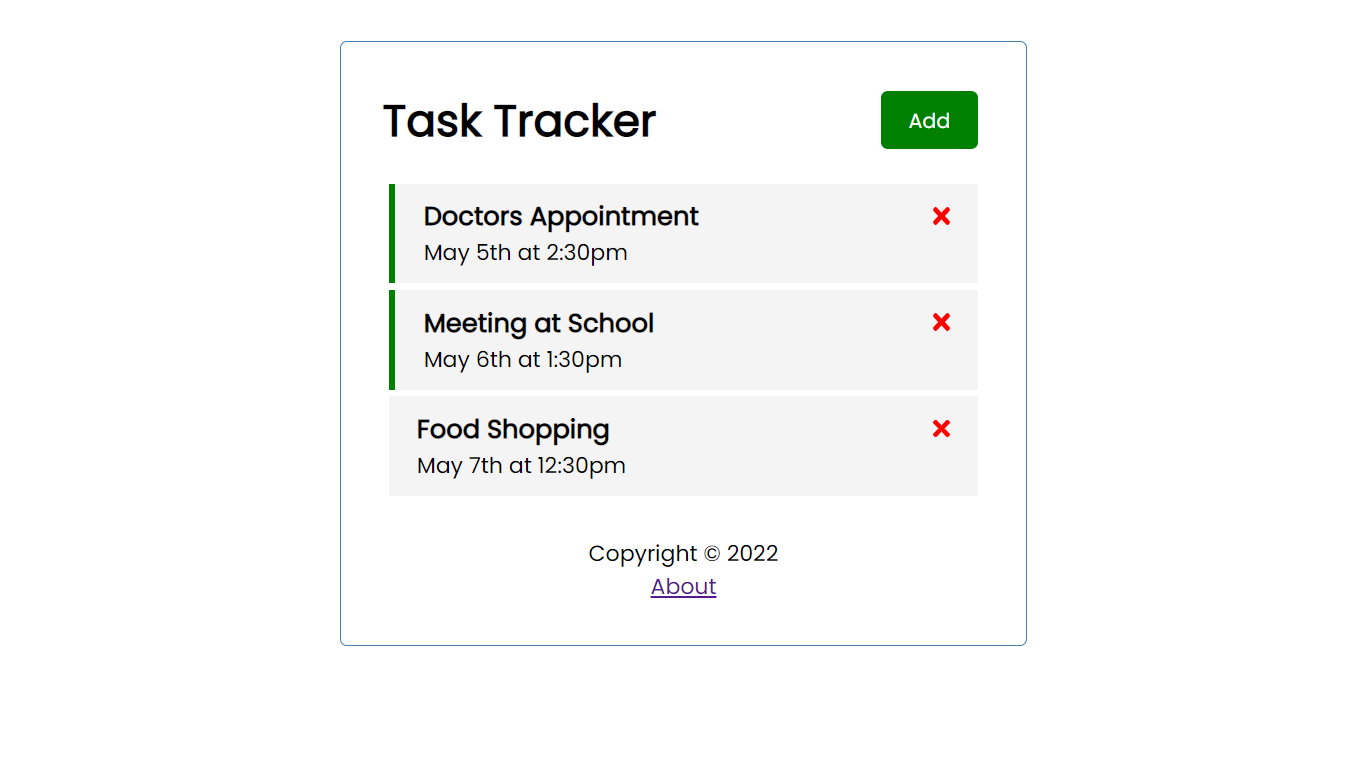 Task Tracker
Add
Doctors Appointment
May 5th at 2:30pm
Meeting at School
May 6th at 1:30pm
Food Shopping
May 7th at 12:30pm
Copyright © 2022
About